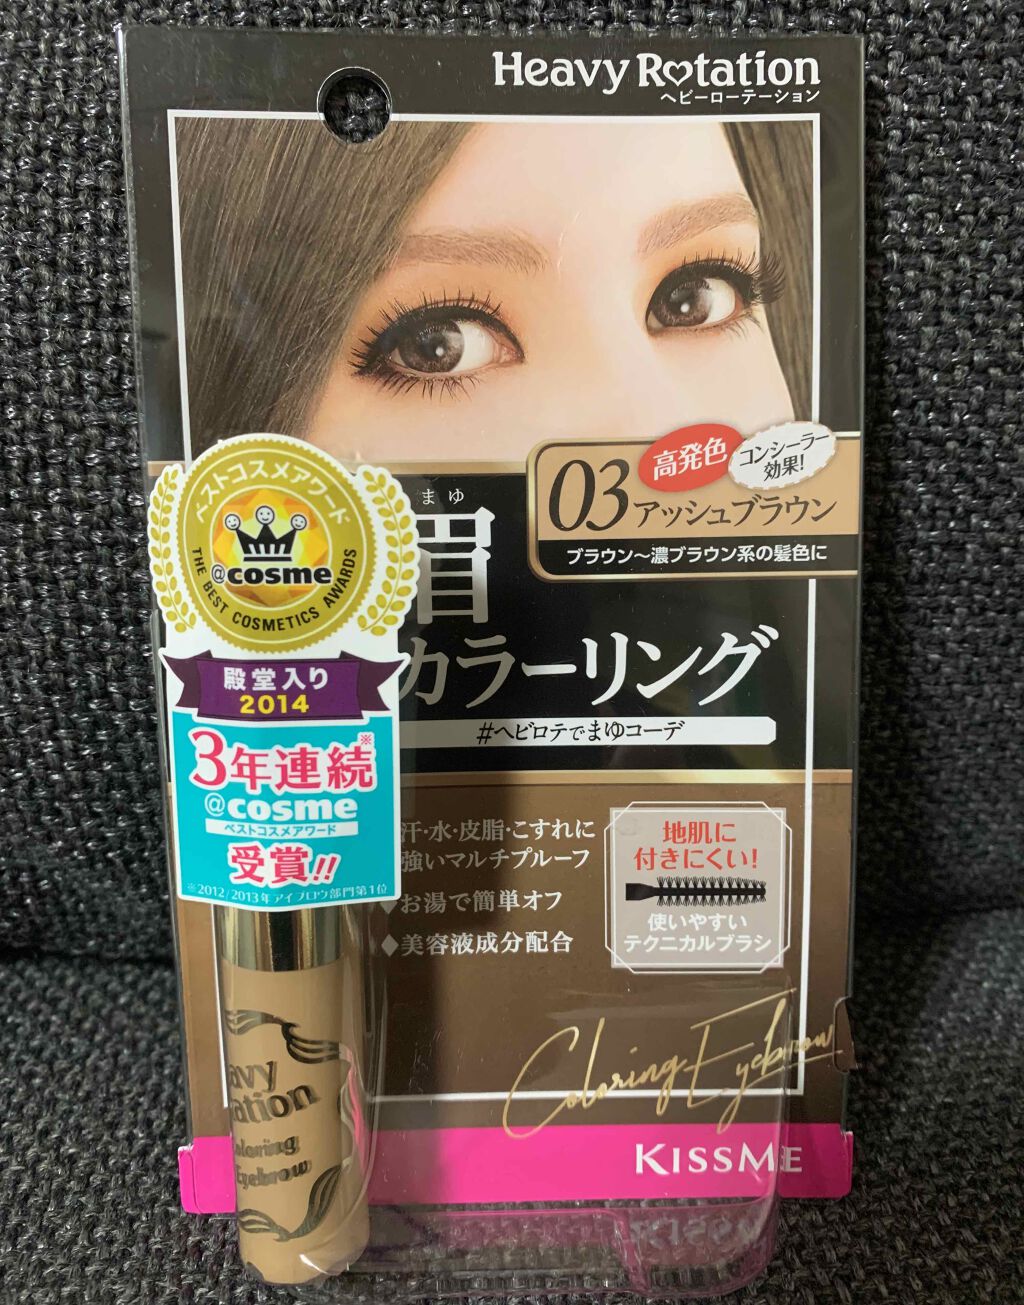 Heavy Rotation
ヘビーローテーション
高発色
コンシーラー
効果!
03 アッシュブラウン
ブラウン〜濃ブラウン系の髪色に
まゆ
眉
カラーリング
#ヘビロテでまゆコーデ
ベストコスメアワード
@cosme
THE BEST COSMETICS AWARDS
殿堂入り
2014
3年連続※
@cosme
ベストコスメアワード
受賞!!
※2012/2013年アイブロウ部門第1位
汗・水・皮脂・こすれに
強いマルチプルーフ
◆お湯で簡単オフ
◆美容液成分配合
地肌に
付きにくい!
使いやすい
テクニカルブラシ
Coloring Eyebrow
KISSME
avy
tation
oloring
Eyebrow